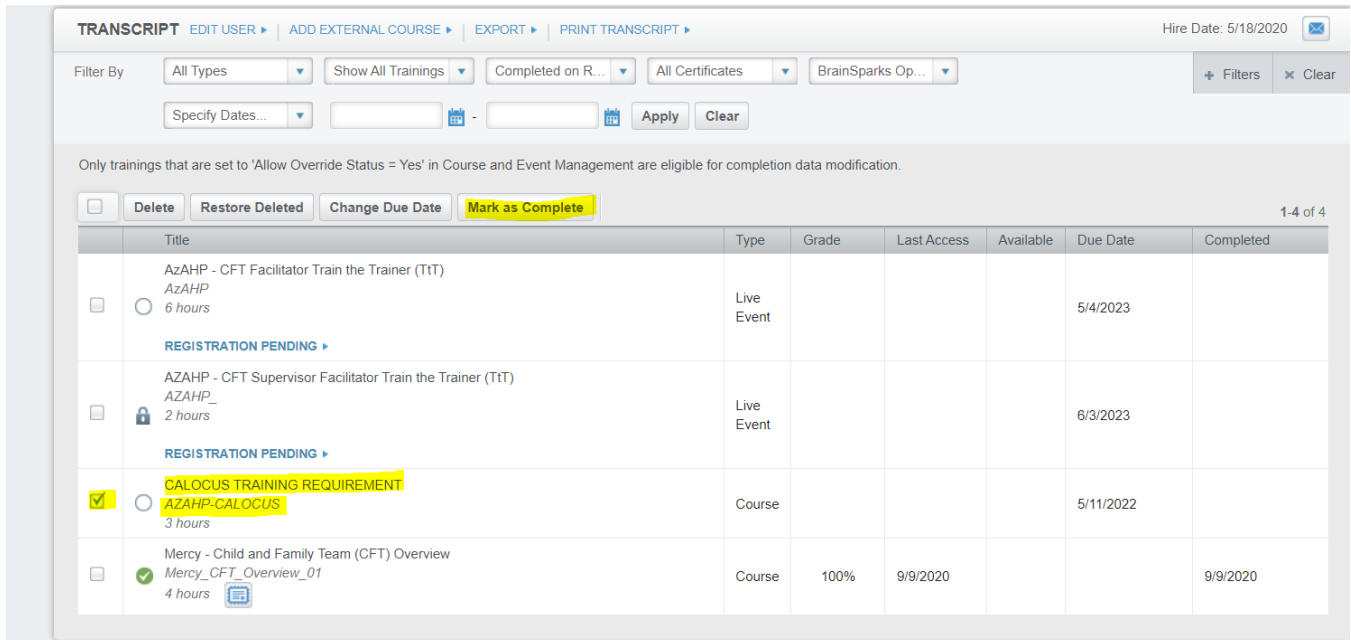 TRANSCRIPT EDIT USER ADD EXTERNAL COURSE EXPORT PRINT TRANSCRIPT Hire Date: 5/18/2020
Filter By All Types Show All Trainings Completed on R... All Certificates BrainSparks Op... + Filters × Clear
Specify Dates... - Apply Clear
Only trainings that are set to 'Allow Override Status = Yes' in Course and Event Management are eligible for completion data modification.
Delete Restore Deleted Change Due Date Mark as Complete 1-4 of 4
Title Type Grade Last Access Available Due Date Completed
AzAHP - CFT Facilitator Train the Trainer (TtT)
AzAHP
6 hours
REGISTRATION PENDING
Live
Event
5/4/2023
AZAHP - CFT Supervisor Facilitator Train the Trainer (TtT)
AZAHP_
2 hours
REGISTRATION PENDING
Live
Event
6/3/2023
CALOCUS TRAINING REQUIREMENT
AZAHP-CALOCUS
3 hours
Course 5/11/2022
Mercy - Child and Family Team (CFT) Overview
Mercy_CFT_Overview_01
4 hours
Course 100% 9/9/2020 9/9/2020